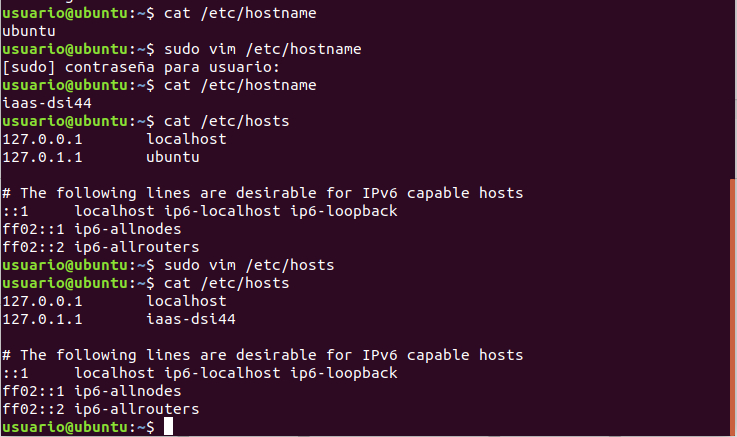 usuario@ubuntu:~$ cat /etc/hostname
ubuntu
usuario@ubuntu:~$ sudo vim /etc/hostname
[sudo] contraseña para usuario:
usuario@ubuntu:~$ cat /etc/hostname
iaas-dsi44
usuario@ubuntu:~$ cat /etc/hosts
127.0.0.1       localhost
127.0.1.1       ubuntu

# The following lines are desirable for IPv6 capable hosts
::1     localhost ip6-localhost ip6-loopback
ff02::1 ip6-allnodes
ff02::2 ip6-allrouters
usuario@ubuntu:~$ sudo vim /etc/hosts
usuario@ubuntu:~$ cat /etc/hosts
127.0.0.1       localhost
127.0.1.1       iaas-dsi44

# The following lines are desirable for IPv6 capable hosts
::1     localhost ip6-localhost ip6-loopback
ff02::1 ip6-allnodes
ff02::2 ip6-allrouters
usuario@ubuntu:~$